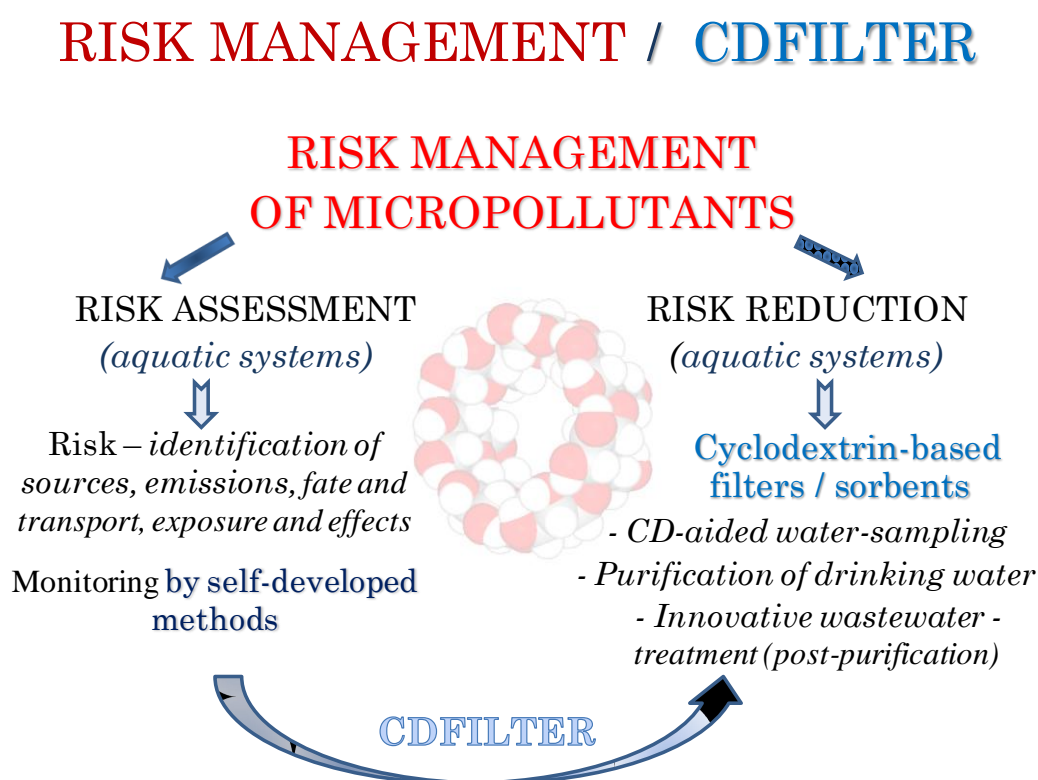 RISK MANAGEMENT / CDFILTER
RISK MANAGEMENT
OF MICROPOLLUTANTS
RISK ASSESSMENT
(aquatic systems)
Risk – identification of
sources, emissions, fate and
transport, exposure and effects
Monitoring by self-developed
methods
RISK REDUCTION
(aquatic systems)
Cyclodextrin-based
filters / sorbents
- CD-aided water-sampling
- Purification of drinking water
- Innovative wastewater -
treatment (post-purification)
CDFILTER